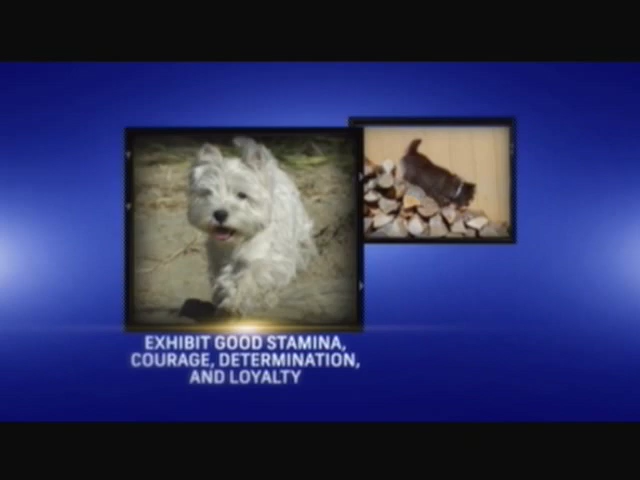 EXHIBIT GOOD STAMINA,
COURAGE, DETERMINATION,
AND LOYALTY